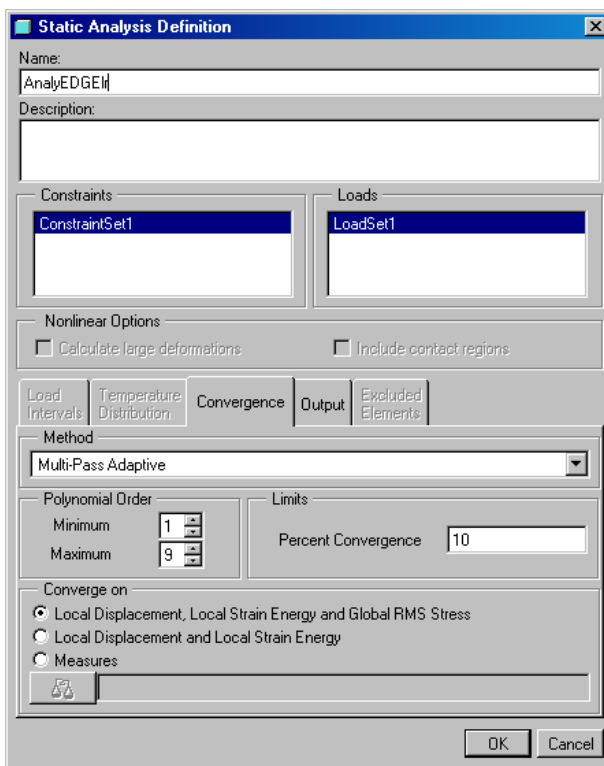 Static Analysis Definition
Name:
AnalyEDGElr
Description:
Constraints
Loads
ConstraintSet1
LoadSet1
Nonlinear Options
Calculate large deformations
Include contact regions
Load Intervals
Temperature Distribution
Convergence
Output
Excluded Elements
Method
Multi-Pass Adaptive
Polynomial Order
Limits
Minimum 1
Maximum 9
Percent Convergence 10
Converge on
Local Displacement, Local Strain Energy and Global RMS Stress
Local Displacement and Local Strain Energy
Measures
OK Cancel